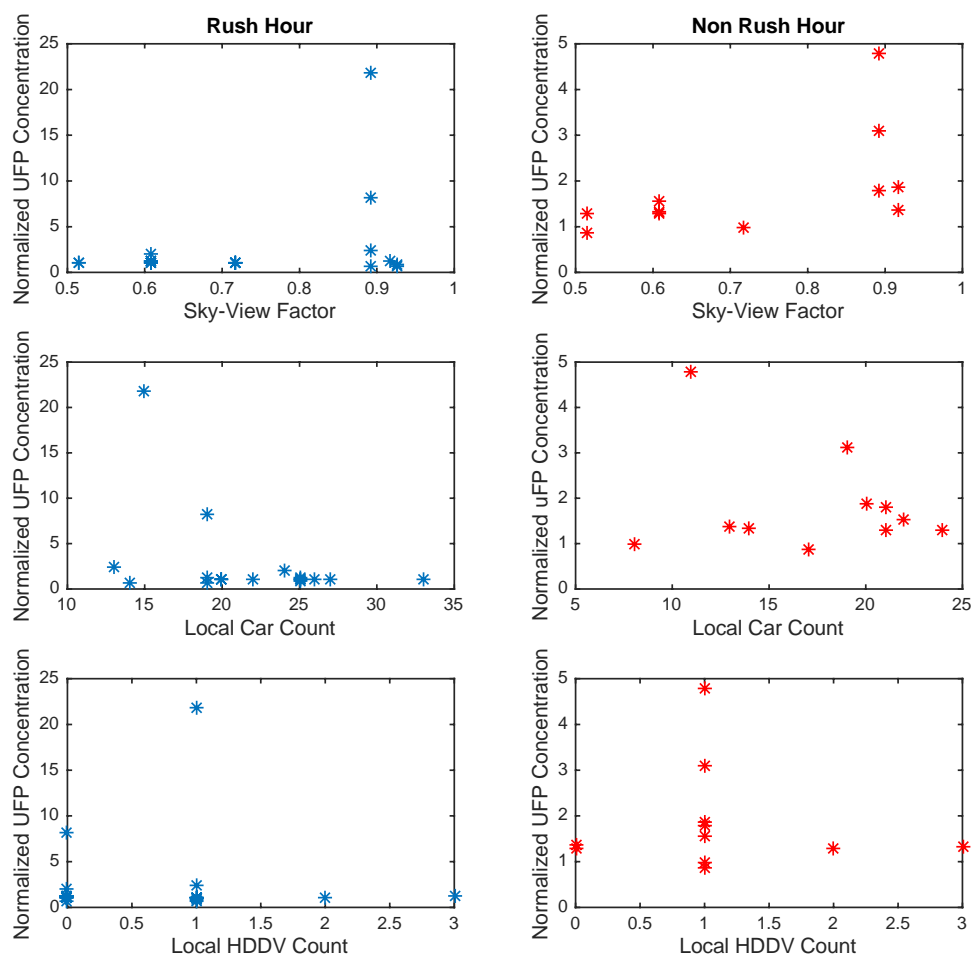 Rush Hour
Normalized UFP Concentration
25
20
15
10
5
0
0.5 0.6 0.7 0.8 0.9 1
Sky-View Factor
Non Rush Hour
Normalized UFP Concentration
5
4
3
2
1
0
0.5 0.6 0.7 0.8 0.9 1
Sky-View Factor
Normalized UFP Concentration
25
20
15
10
5
0
10 15 20 25 30 35
Local Car Count
Normalized uFP Concentration
5
4
3
2
1
0
5 10 15 20 25
Local Car Count
Normalized UFP Concentration
25
20
15
10
5
0
0 0.5 1 1.5 2 2.5 3
Local HDDV Count
Normalized UFP Concentration
5
4
3
2
1
0
0 0.5 1 1.5 2 2.5 3
Local HDDV Count